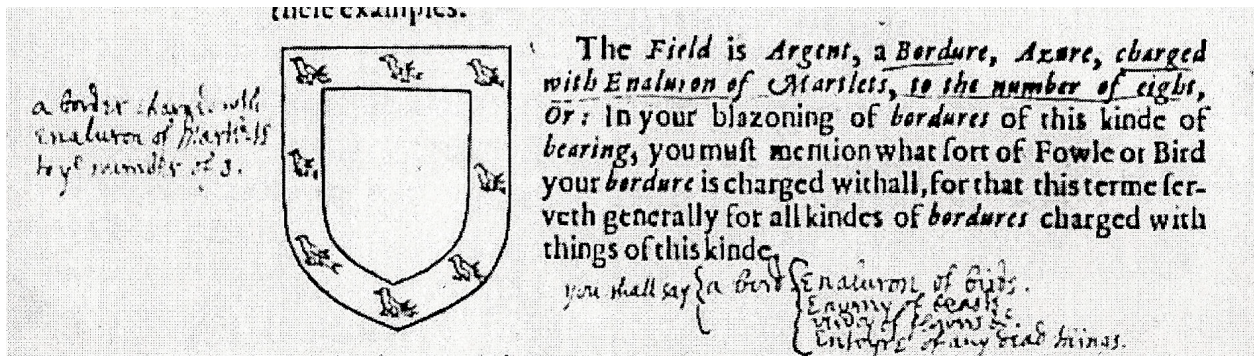 these examples.
a border charged with
Enaluron of Martlets
to yᵉ number of 8.
The Field is Argent, a Bordure, Azure, charged
with Enaluron of Martlets, to the number of eight,
Or: In your blazoning of bordures of this kinde of
bearing, you muſt mention what ſort of Fowle or Bird
your bordure is charged withall, for that this terme ſer-
veth generally for all kindes of bordures charged with
things of this kinde,
you shall say { a bord { Enaluron of birds.
Enurny of beasts
of
Entoyre of any dead things.